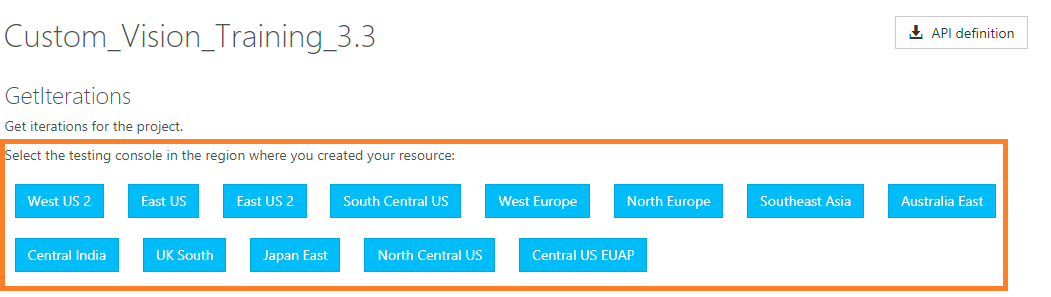 Custom_Vision_Training_3.3
API definition
GetIterations
Get iterations for the project.
Select the testing console in the region where you created your resource:
West US 2 East US East US 2 South Central US West Europe North Europe Southeast Asia Australia East
Central India UK South Japan East North Central US Central US EUAP